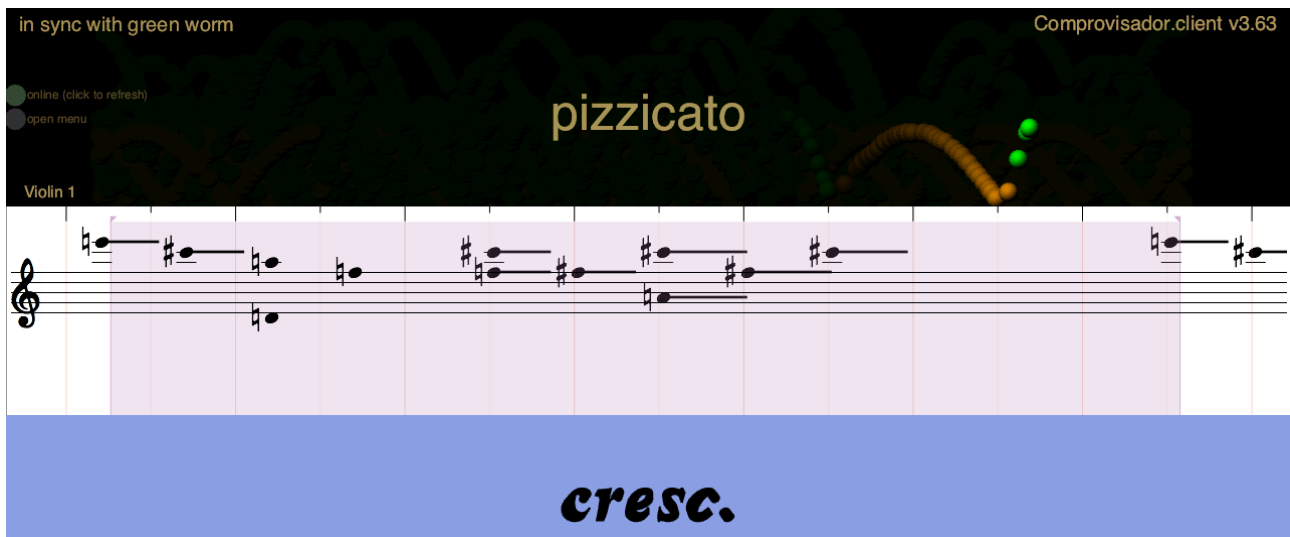 in sync with green worm
Comprovisador.client v3.63
online (click to refresh)
pizzicato
open menu
Violin 1
cresc.